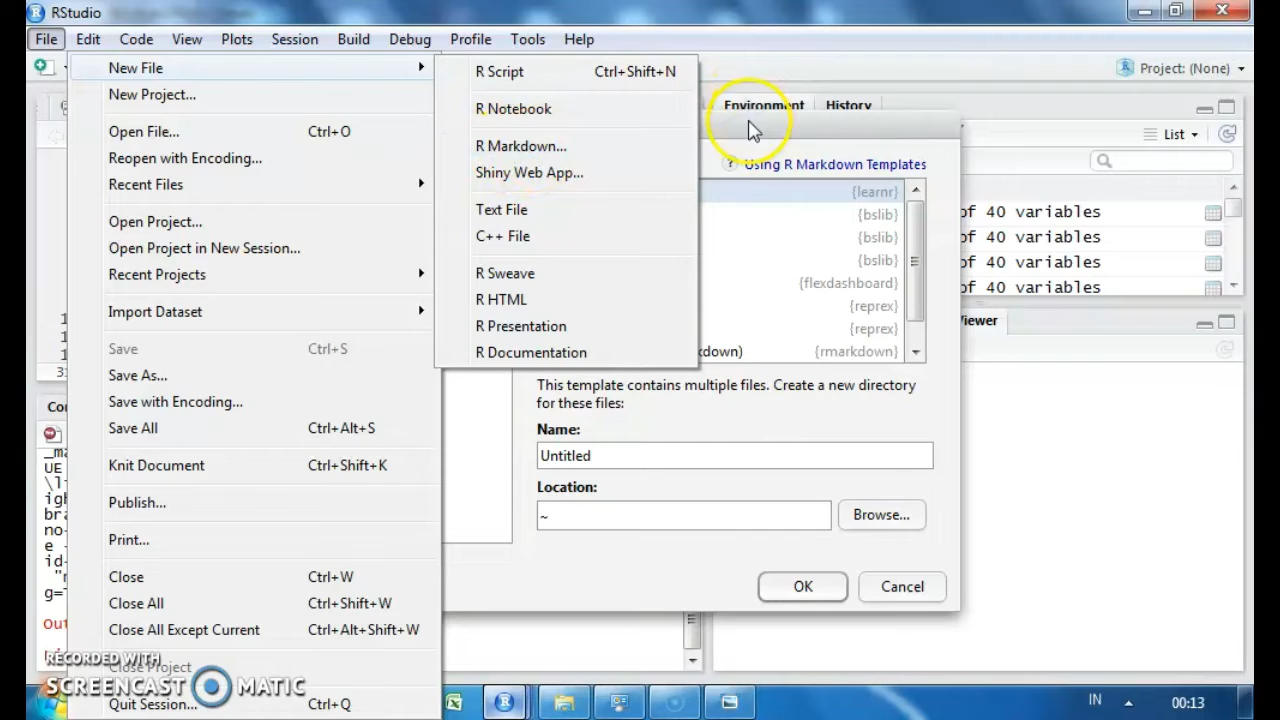 RStudio
File Edit Code View Plots Session Build Debug Profile Tools Help
New File
New Project...
Open File... Ctrl+O
Reopen with Encoding...
Recent Files
Open Project...
Open Project in New Session...
Recent Projects
Import Dataset
Save Ctrl+S
Save As...
Save with Encoding...
Save All Ctrl+Alt+S
Knit Document Ctrl+Shift+K
Publish...
Print...
Close Ctrl+W
Close All Ctrl+Shift+W
Close All Except Current Ctrl+Alt+Shift+W
Close Project
Quit Session... Ctrl+Q
R Script Ctrl+Shift+N
R Notebook
R Markdown...
Shiny Web App...
Text File
C++ File
R Sweave
R HTML
R Presentation
R Documentation
Project: (None)
Environment History
List
? Using R Markdown Templates
{learnr}
{bslib}
{bslib}
{bslib}
{flexdashboard}
{reprex}
{reprex}
kdown) {rmarkdown}
of 40 variables
of 40 variables
of 40 variables
of 40 variables
Viewer
This template contains multiple files. Create a new directory
for these files:
Name:
Untitled
Location:
~
Browse...
OK Cancel
UE
no-
id-
g=
Out
RECORDED WITH
SCREENCAST MATIC
IN 00:13